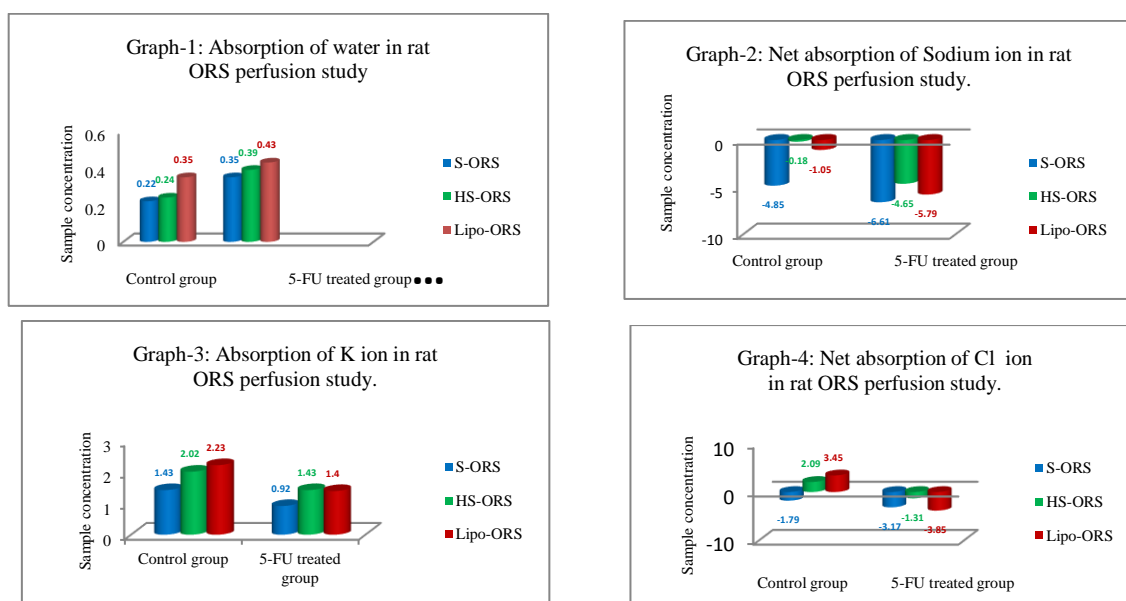 Graph-1: Absorption of water in rat
ORS perfusion study
Sample concentration
0.6
0.4
0.2
0
0.22
0.24
0.35
0.35
0.39
0.43
Control group
5-FU treated group
S-ORS
HS-ORS
Lipo-ORS
Graph-2: Net absorption of Sodium ion in rat
ORS perfusion study.
Sample concentration
0
-5
-10
-4.85
-0.18
-1.05
-6.61
-4.65
-5.79
Control group
5-FU treated group
S-ORS
HS-ORS
Lipo-ORS
Graph-3: Absorption of K ion in rat
ORS perfusion study.
Sample concentration
3
2
1
0
1.43
2.02
2.23
0.92
1.43
1.4
Control group
5-FU treated
group
S-ORS
HS-ORS
Lipo-ORS
Graph-4: Net absorption of Cl ion
in rat ORS perfusion study.
Sample concentration
10
0
-10
-1.79
2.09
3.45
-3.17
-1.31
-3.85
Control group
5-FU treated group
S-ORS
HS-ORS
Lipo-ORS